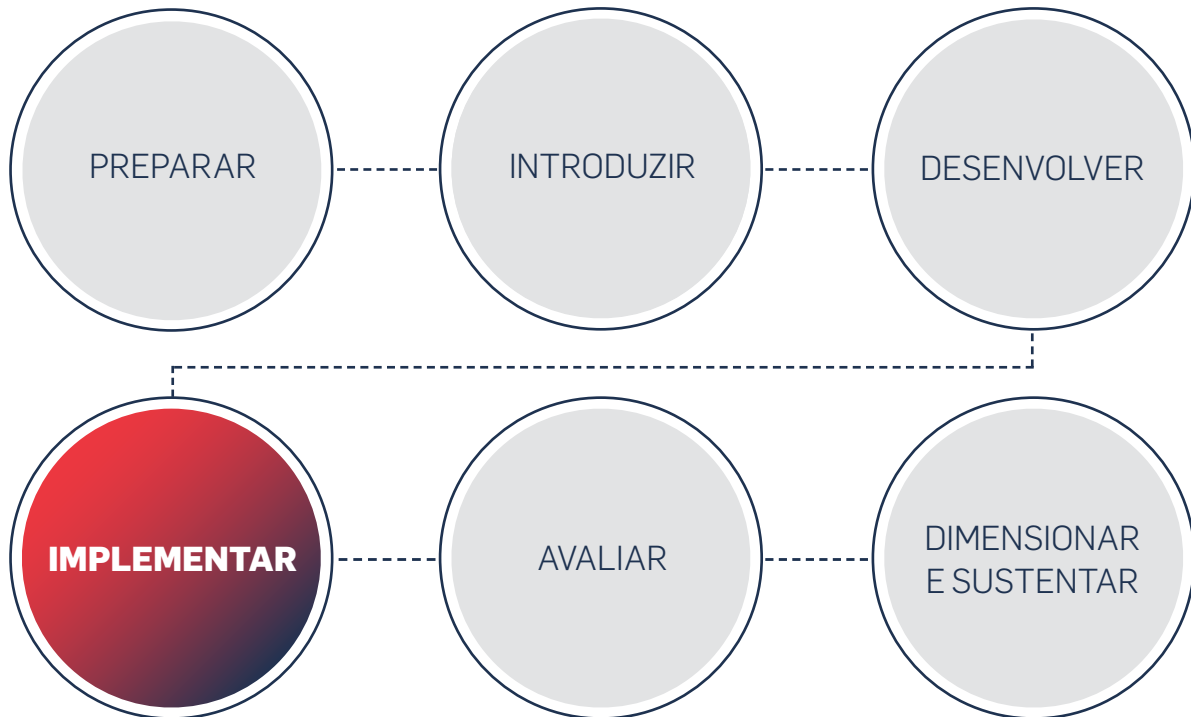 PREPARAR
INTRODUZIR
DESENVOLVER
IMPLEMENTAR
AVALIAR
DIMENSIONAR
E SUSTENTAR